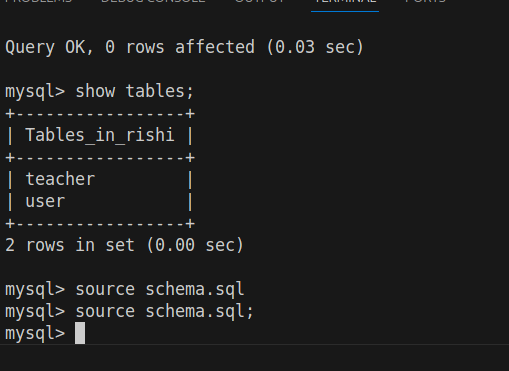 PROBLEMS DEBUG CONSOLE OUTPUT TERMINAL PORTS
Query OK, 0 rows affected (0.03 sec)
mysql> show tables;
+-----------------+
| Tables_in_rishi |
+-----------------+
| teacher         |
| user            |
+-----------------+
2 rows in set (0.00 sec)
mysql> source schema.sql
mysql> source schema.sql;
mysql>